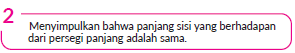 2
Menyimpulkan bahwa panjang sisi yang berhadapan
dari persegi panjang adalah sama.